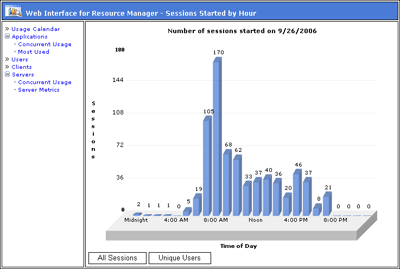 Web Interface for Resource Manager - Sessions Started by Hour
Usage Calendar
Applications
Concurrent Usage
Most Used
Users
Clients
Servers
Concurrent Usage
Server Metrics
Number of sessions started on 9/26/2006
Sessions
180
144
108
72
36
0
2 1 1 1 0 5 19 105 170 68 62 33 37 40 36 20 46 37 8 21 0 0 0 0
Midnight 4:00 AM 8:00 AM Noon 4:00 PM 8:00 PM
Time of Day
All Sessions Unique Users